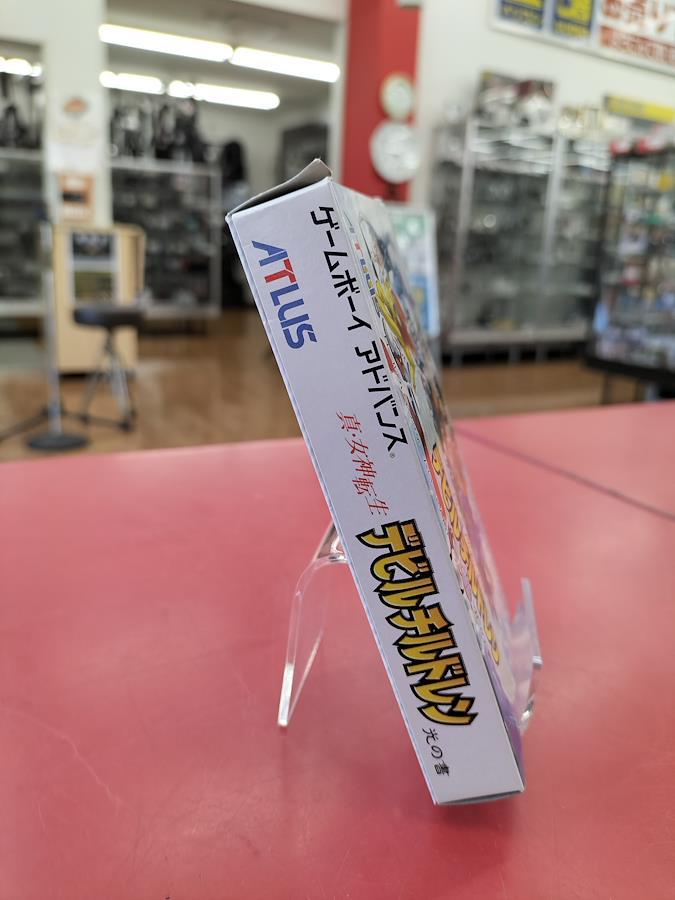 ATLUS
ゲームボーイ アドバンス®
真・女神転生
デビルチルドレン
光の書